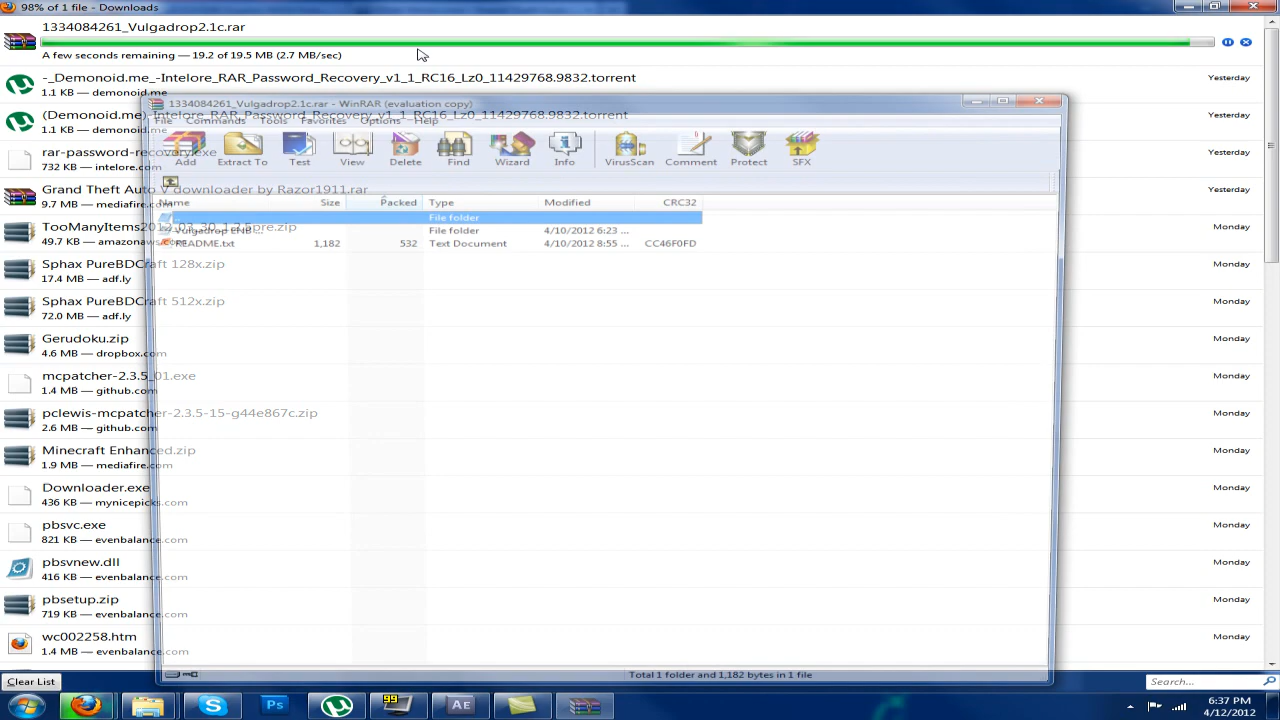 98% of 1 file - Downloads
1334084261_Vulgadrop2.1c.rar
A few seconds remaining — 19.2 of 19.5 MB (2.7 MB/sec)
-_Demonoid.me_-Intelore_RAR_Password_Recovery_v1_1_RC16_Lz0_11429768.9832.torrent
Yesterday
1.1 KB — demonoid.me
1334084261_Vulgadrop2.1c.rar - WinRAR (evaluation copy)
(Demonoid.me)_Intelore_RAR_Password_Recovery_v1_1_RC16_Lz0_11429768.9832.torrent
Yesterday
File Commands Tools Favorites Options Help
1.1 KB — demonoid.me
rar-password-recovery.exe
Yesterday
Add Extract To Test View Delete Find Wizard Info VirusScan Comment Protect SFX
KB — intelore.com
Grand Theft Auto V downloader by Razor1911.rar
Yesterday
9.7 MB — mediafire.com
Name Size Packed Type Modified CRC32
File folder
Monday
Vulgadrop ENB ... File folder 4/10/2012 6:23 ...
49.7 KB — amazonaws.com
README.txt 1,182 532 Text Document 4/10/2012 8:55 ... CC46F0FD
Sphax PureBDCraft 128x.zip
Monday
17.4 MB — adf.ly
Sphax PureBDCraft 512x.zip
Monday
72.0 MB — adf.ly
Gerudoku.zip
Monday
4.6 MB — dropbox.com
mcpatcher-2.3.5_01.exe
Monday
1.4 MB — github.com
pclewis-mcpatcher-2.3.5-15-g44e867c.zip
Monday
2.6 MB — github.com
Minecraft Enhanced.zip
Monday
1.9 MB — mediafire.com
Downloader.exe
Monday
436 KB — mynicepicks.com
pbsvc.exe
Monday
821 KB — evenbalance.com
pbsvnew.dll
Monday
416 KB — evenbalance.com
pbsetup.zip
Monday
719 KB — evenbalance.com
wc002258.htm
Monday
1.4 MB — evenbalance.com
Total 1 folder and 1,182 bytes in 1 file
Clear List
Search...
Ps
99
AE
6:37 PM
4/12/2012